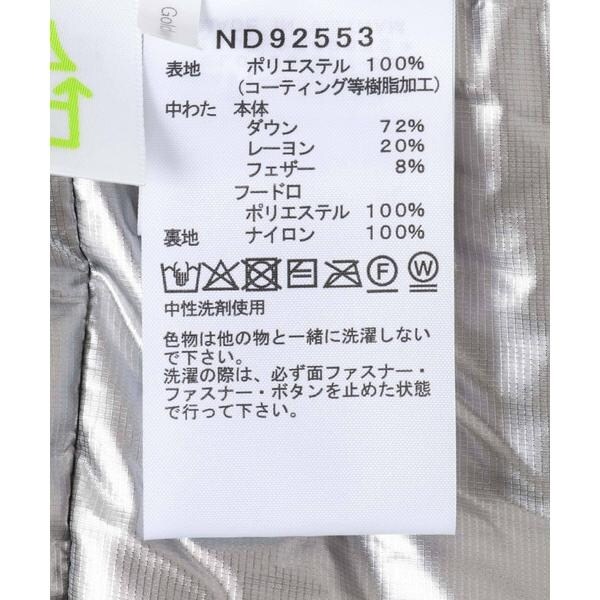 Gold
ND92553
表地 ポリエステル 100%
(コーティング等樹脂加工)
中わた 本体
ダウン 72%
レーヨン 20%
フェザー 8%
フードロ
ポリエステル 100%
裏地 ナイロン 100%
F W
中性洗剤使用
色物は他の物と一緒に洗濯しない
で下さい。
洗濯の際は、必ず面ファスナー・
ファスナー・ボタンを止めた状態
で行って下さい。